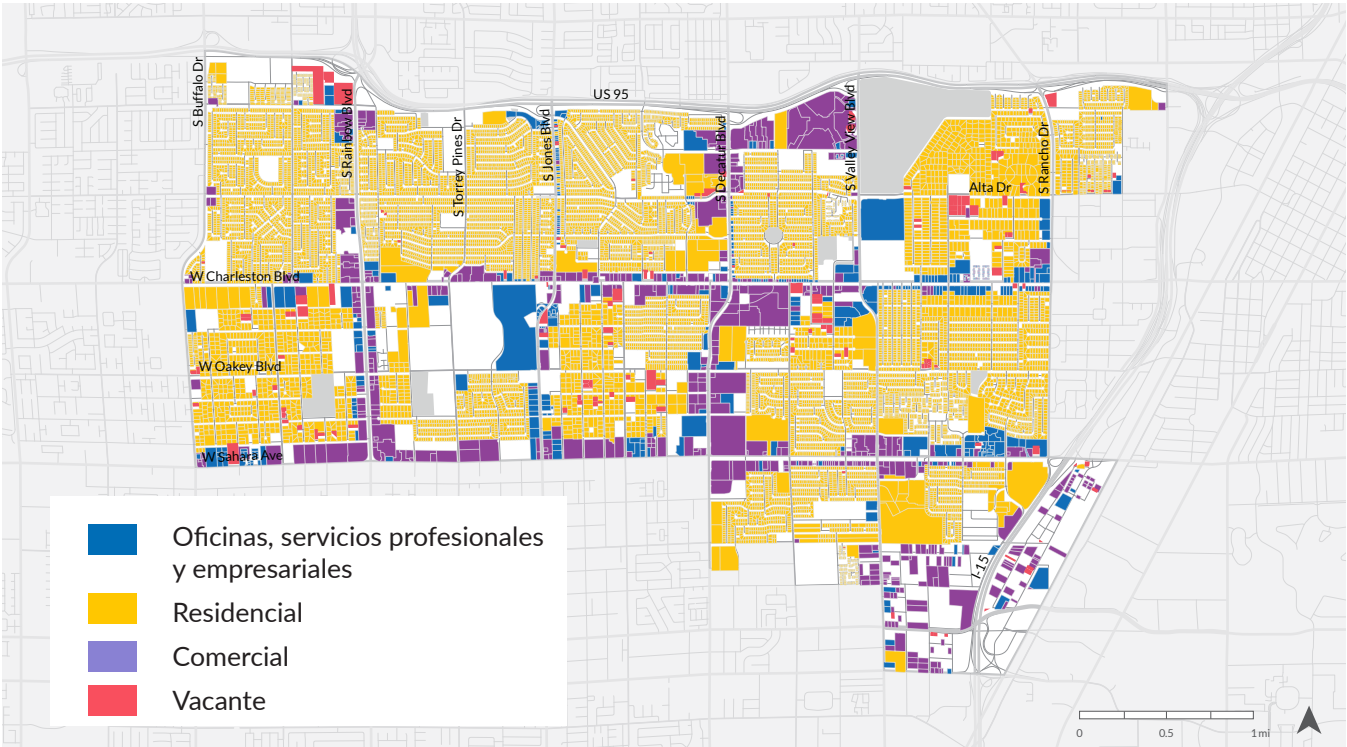 US 95
S Buffalo Dr
S Rainbow Blvd
S Torrey Pines Dr
S Jones Blvd
S Decatur Blvd
S Valley View Blvd
S Rancho Dr
Alta Dr
W Charleston Blvd
W Oakey Blvd
W Sahara Ave
I-15
Oficinas, servicios profesionales
y empresariales
Residencial
Comercial
Vacante
0 0.5 1 mi